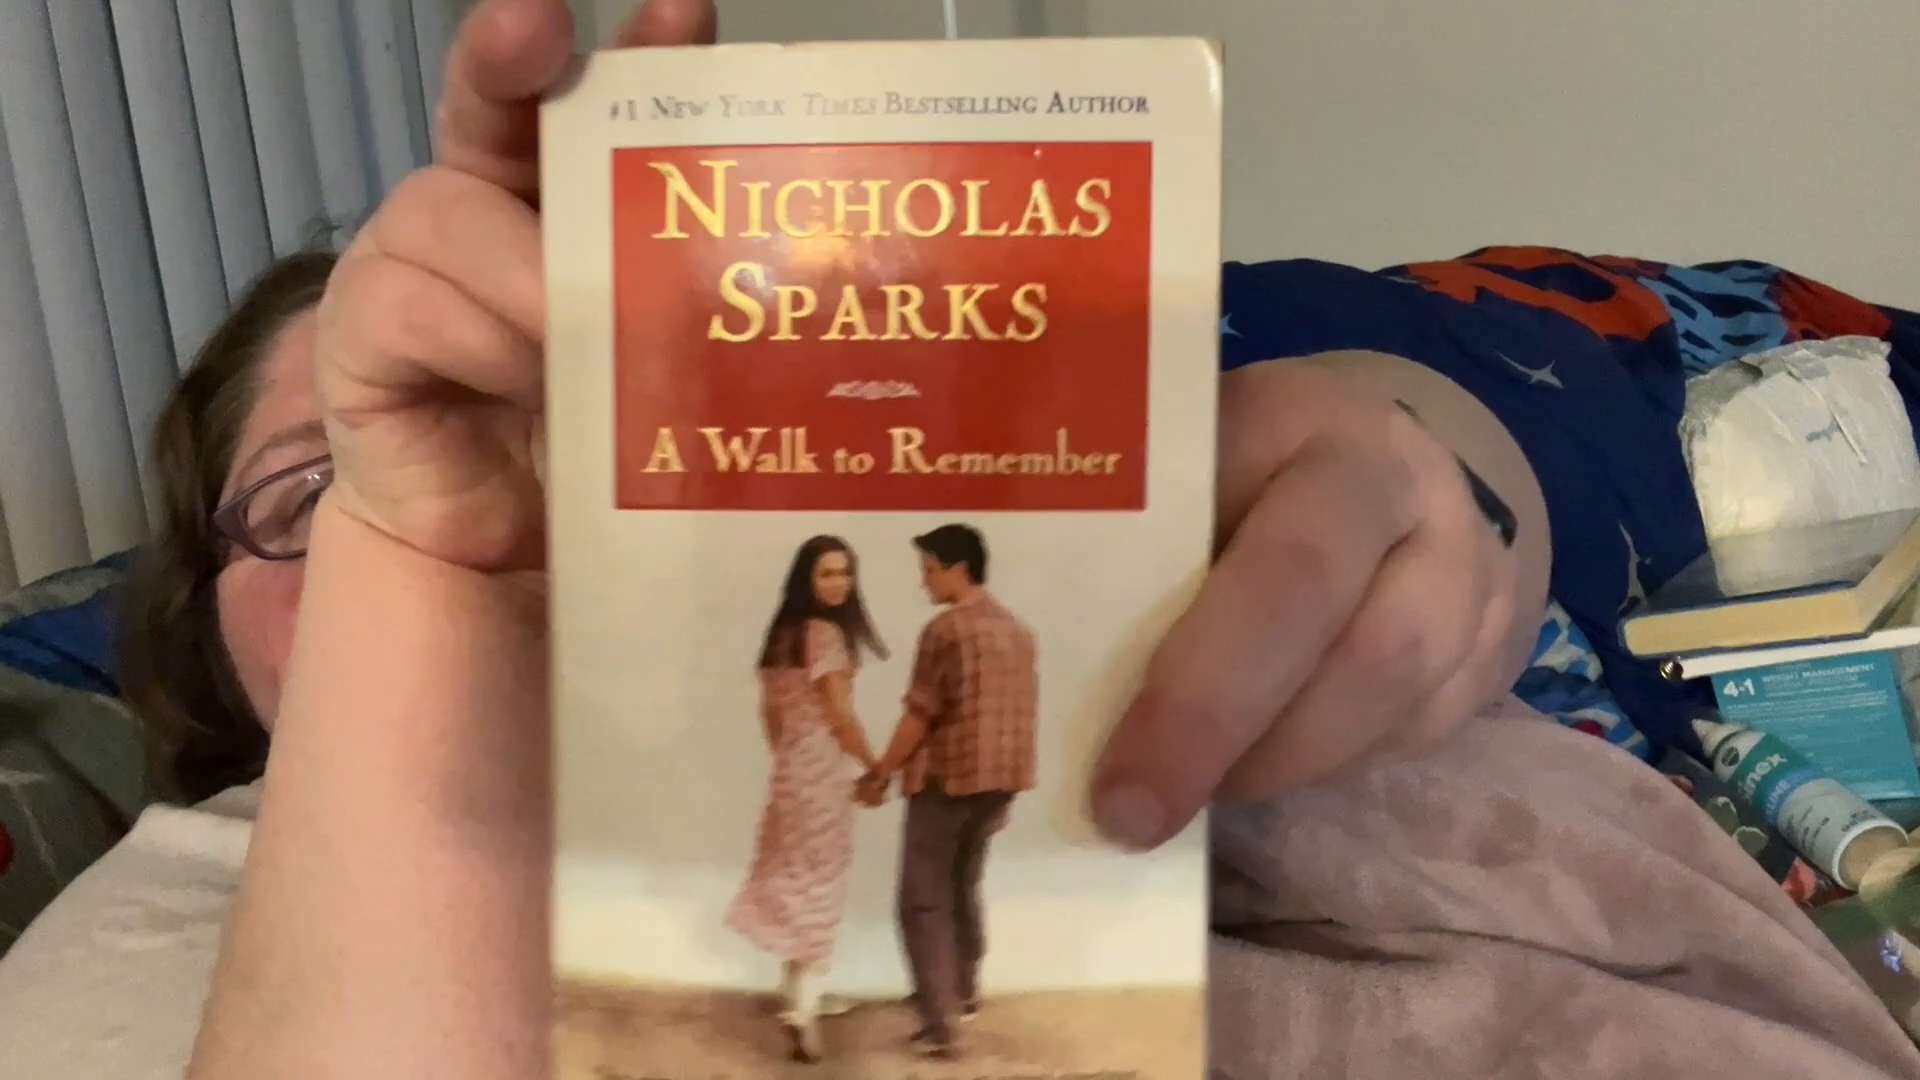 #1 NEW YORK TIMES BESTSELLING AUTHOR
NICHOLAS
SPARKS
A Walk to Remember
4-1 WEIGHT MANAGEMENT